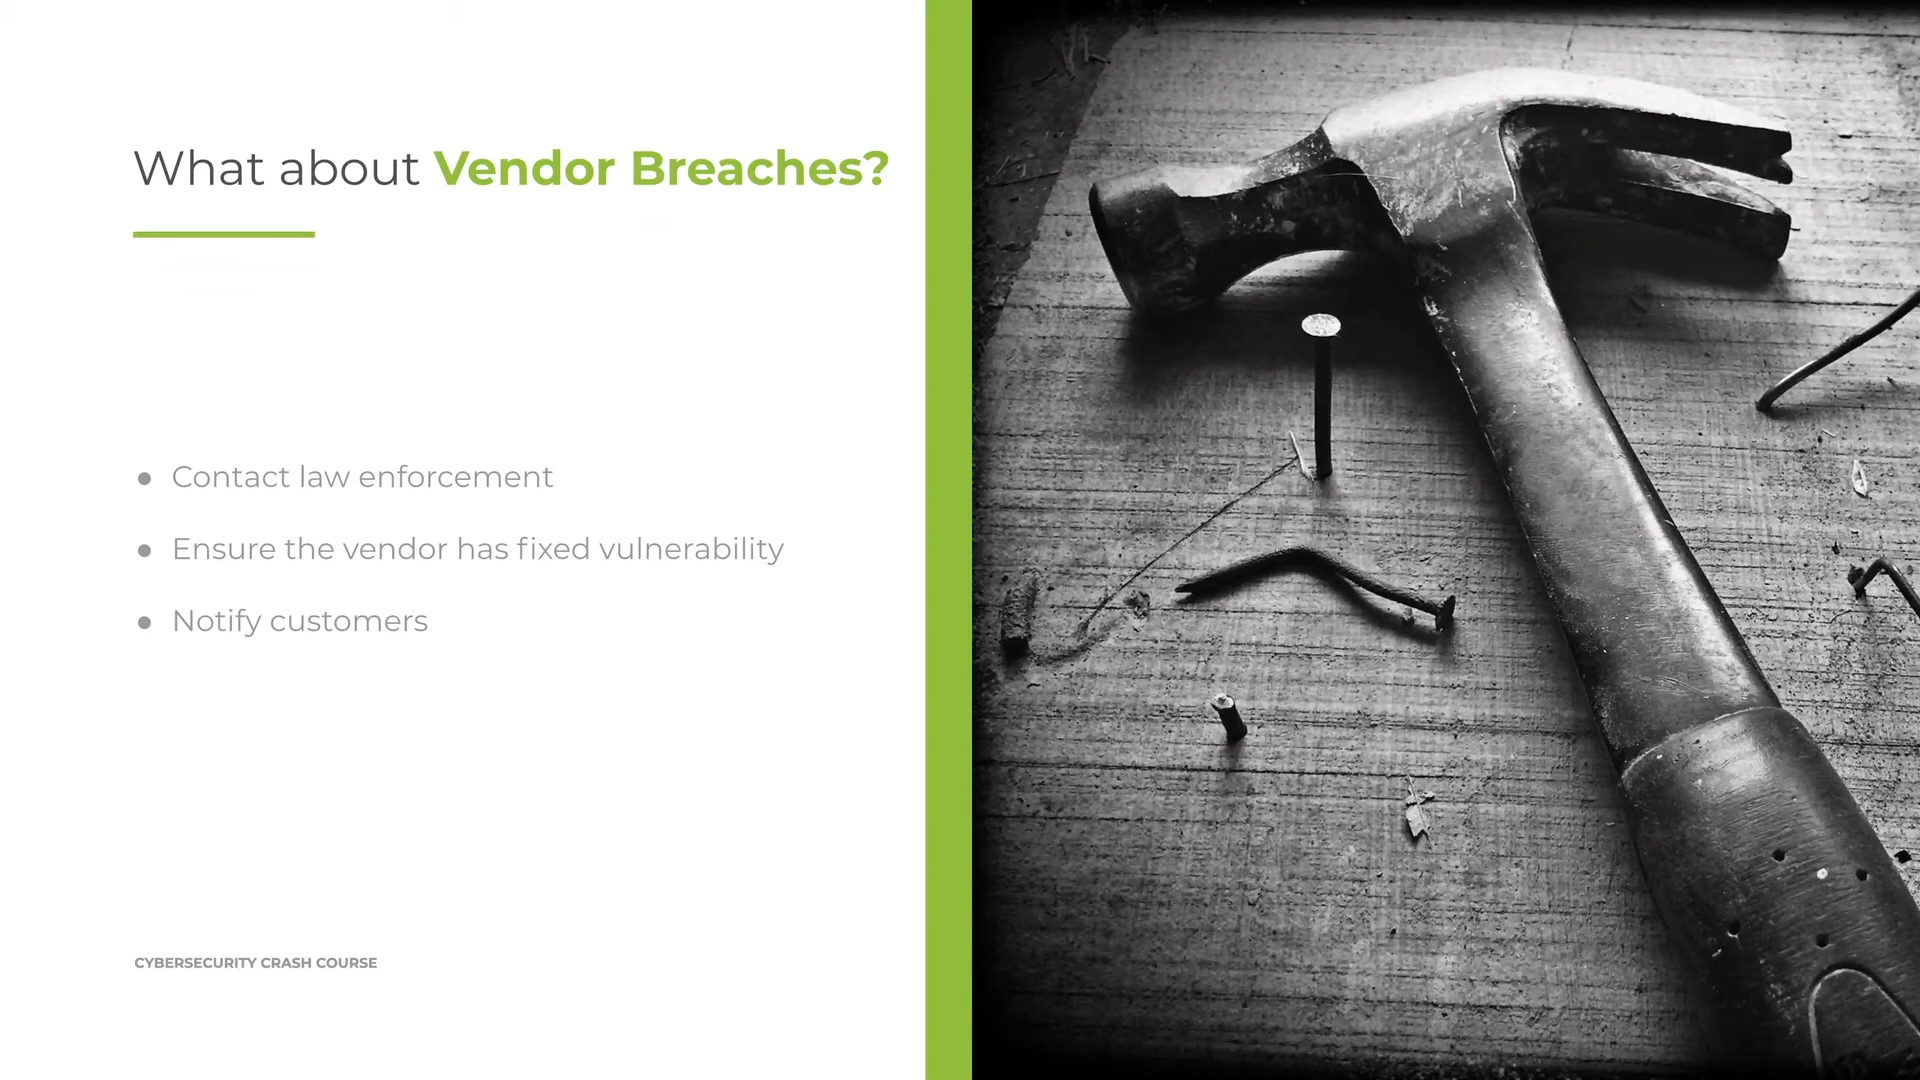 What about Vendor Breaches?
● Contact law enforcement
● Ensure the vendor has fixed vulnerability
● Notify customers
CYBERSECURITY CRASH COURSE